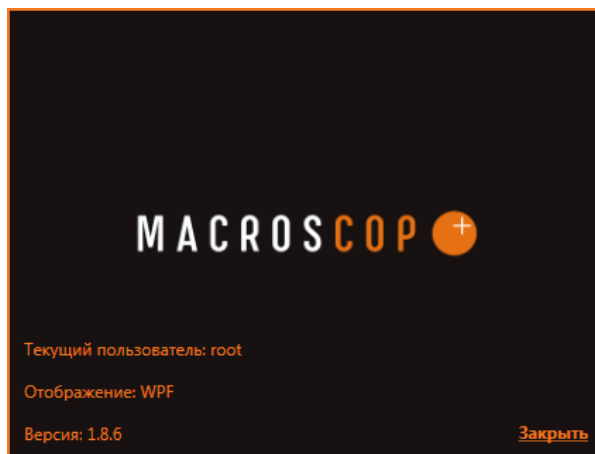 MACROSCOP
Текущий пользователь: root
Отображение: WPF
Версия: 1.8.6
Закрыть